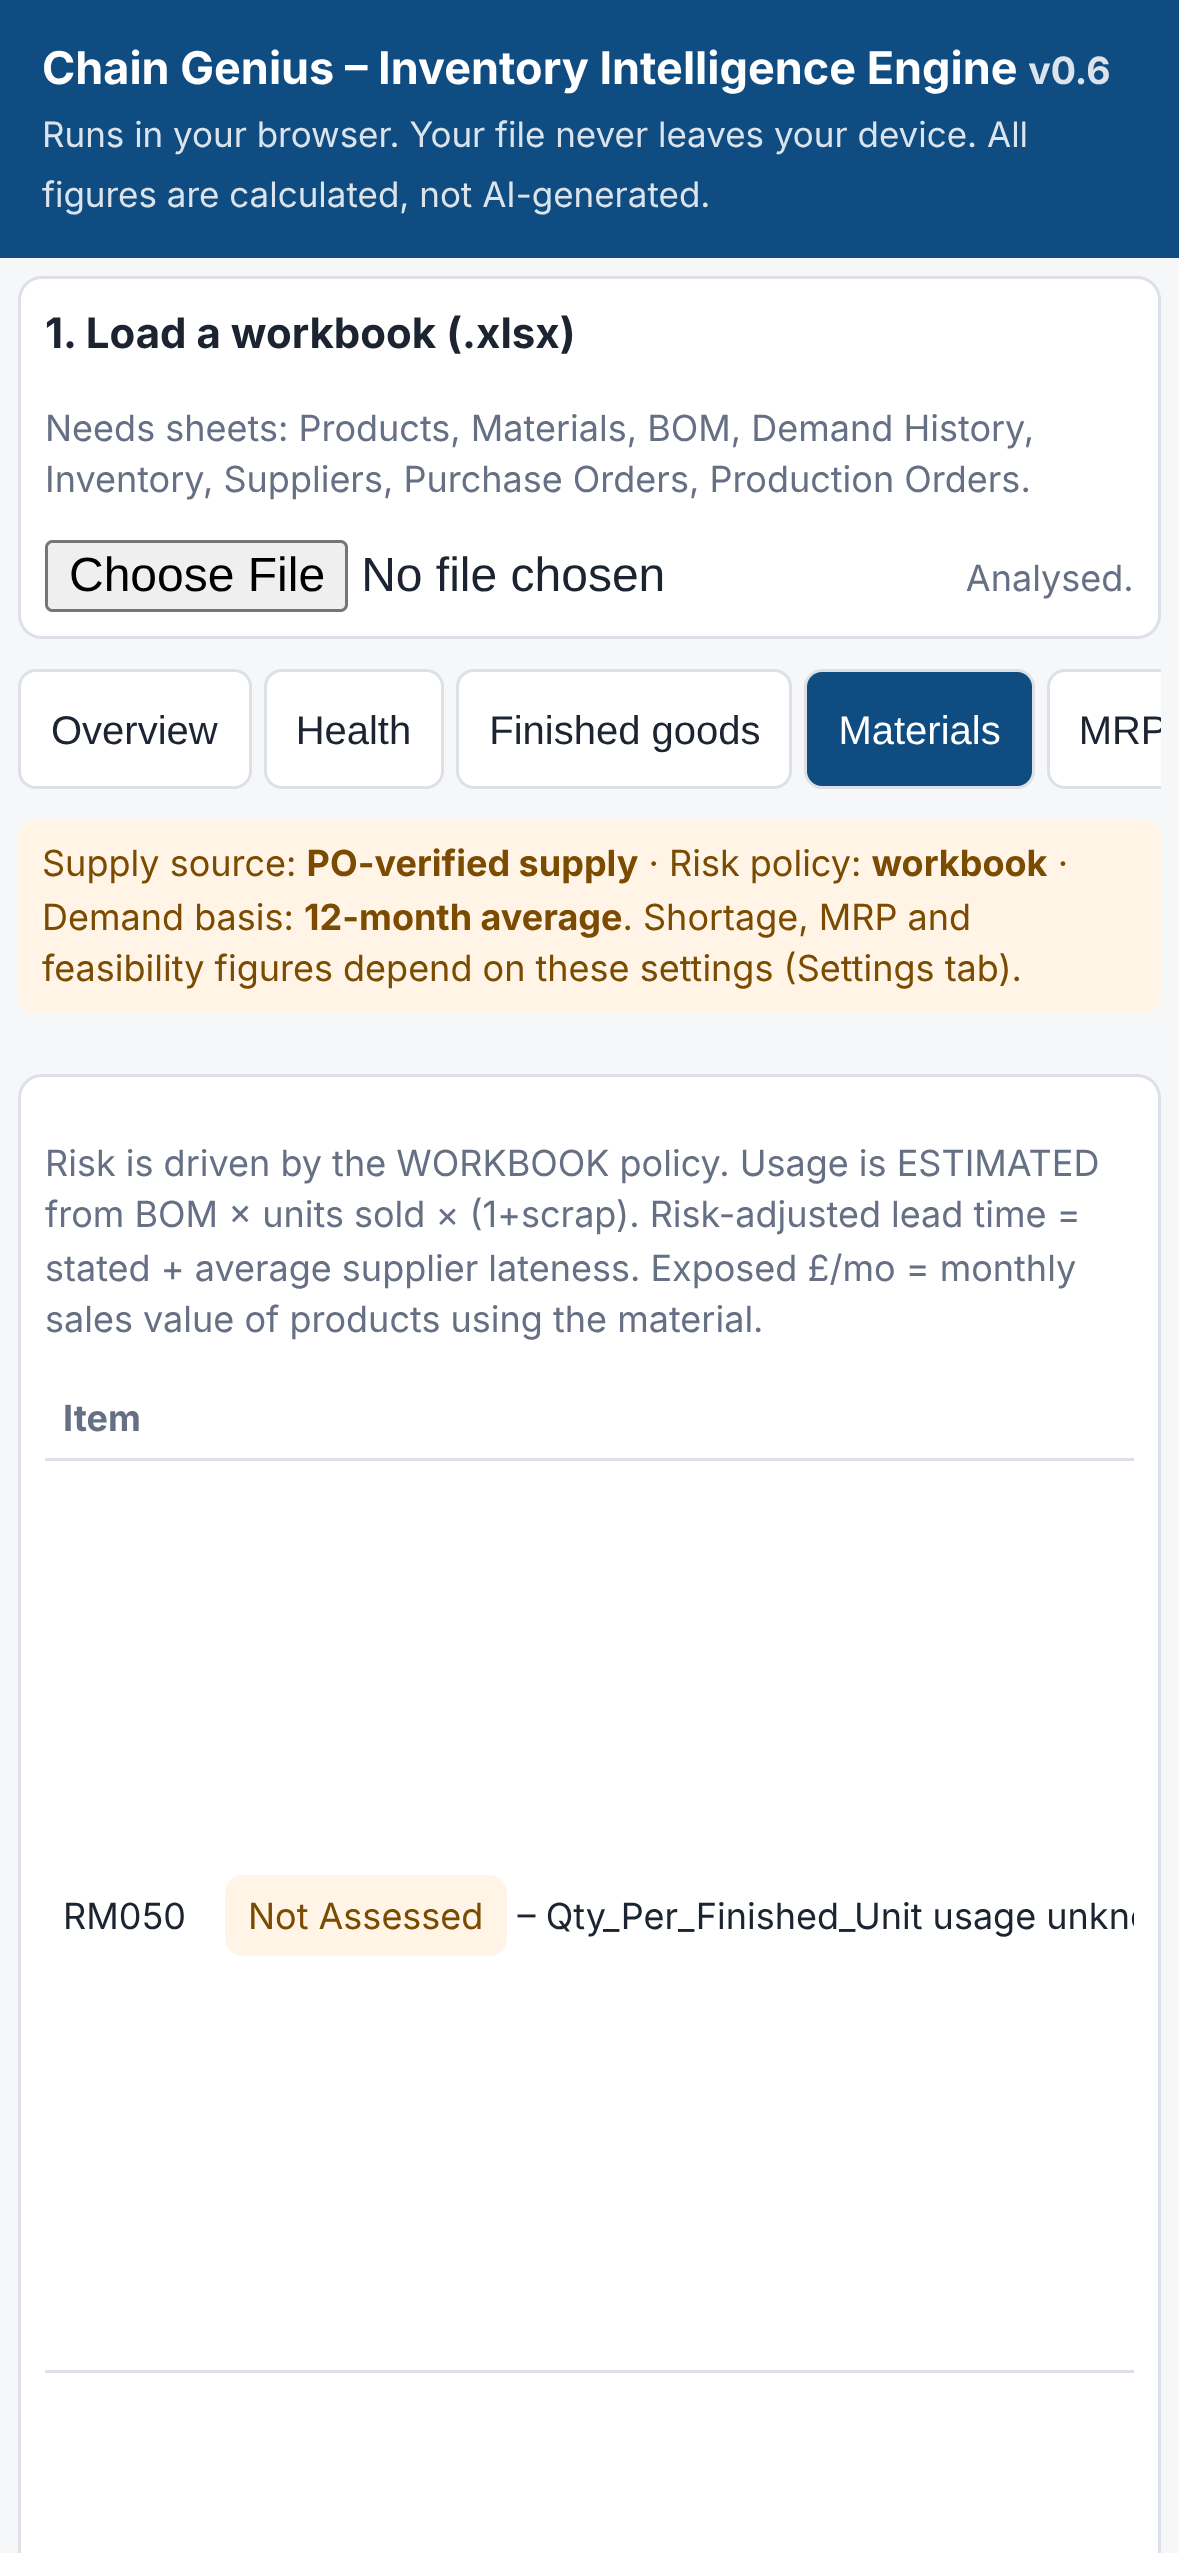 Chain Genius – Inventory Intelligence Engine v0.6
Runs in your browser. Your file never leaves your device. All
figures are calculated, not AI-generated.
1. Load a workbook (.xlsx)
Needs sheets: Products, Materials, BOM, Demand History,
Inventory, Suppliers, Purchase Orders, Production Orders.
Choose File No file chosen Analysed.
Overview Health Finished goods Materials MRP
Supply source: PO-verified supply · Risk policy: workbook ·
Demand basis: 12-month average. Shortage, MRP and
feasibility figures depend on these settings (Settings tab).
Risk is driven by the WORKBOOK policy. Usage is ESTIMATED
from BOM × units sold × (1+scrap). Risk-adjusted lead time =
stated + average supplier lateness. Exposed £/mo = monthly
sales value of products using the material.
Item
RM050 Not Assessed – Qty_Per_Finished_Unit usage